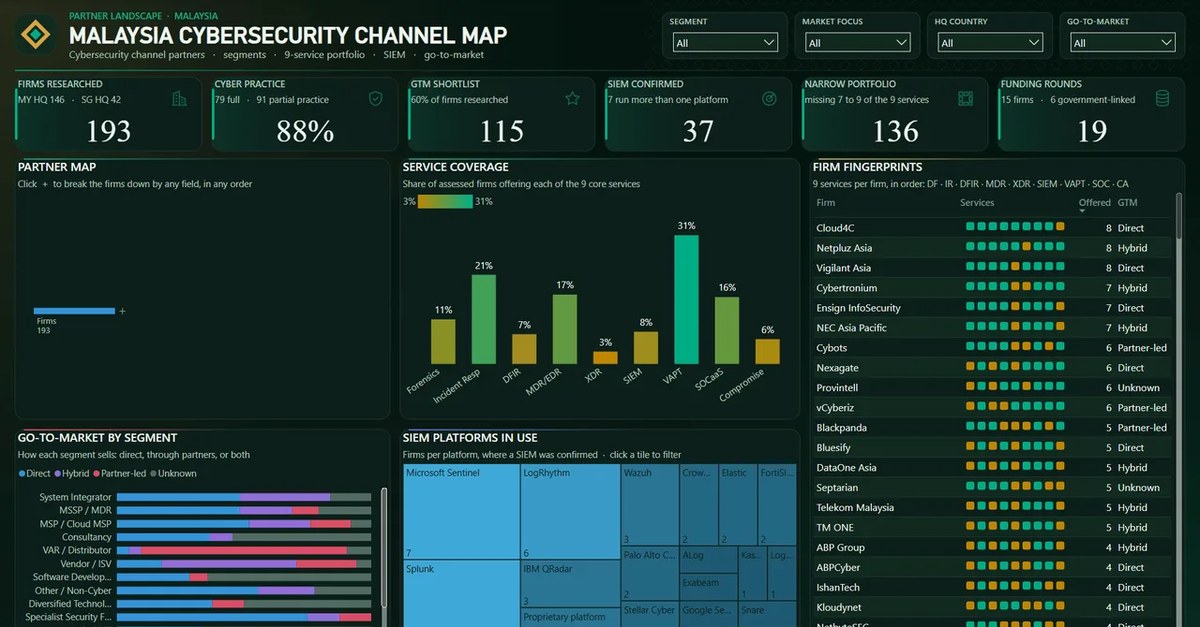 PARTNER LANDSCAPE · MALAYSIA
MALAYSIA CYBERSECURITY CHANNEL MAP
Cybersecurity channel partners · segments · 9-service portfolio · SIEM · go-to-market
SEGMENT
All
MARKET FOCUS
All
HQ COUNTRY
All
GO-TO-MARKET
All
FIRMS RESEARCHED
MY HQ 146 · SG HQ 42
193
CYBER PRACTICE
79 full · 91 partial practice
88%
GTM SHORTLIST
60% of firms researched
115
SIEM CONFIRMED
7 run more than one platform
37
NARROW PORTFOLIO
missing 7 to 9 of the 9 services
136
FUNDING ROUNDS
15 firms · 6 government-linked
19
PARTNER MAP
Click + to break the firms down by any field, in any order
+
Firms
193
SERVICE COVERAGE
Share of assessed firms offering each of the 9 core services
3% 31%
11%
21%
7%
17%
3%
8%
31%
16%
6%
Forensics
Incident Resp
DFIR
MDR/EDR
XDR
SIEM
VAPT
SOCaaS
Compromise
FIRM FINGERPRINTS
9 services per firm, in order: DF · IR · DFIR · MDR · XDR · SIEM · VAPT · SOC · CA
Firm Services Offered GTM
Cloud4C 8 Direct
Netpluz Asia 8 Hybrid
Vigilant Asia 8 Direct
Cybertronium 7 Hybrid
Ensign InfoSecurity 7 Direct
NEC Asia Pacific 7 Hybrid
Cybots 6 Partner-led
Nexagate 6 Direct
Provintell 6 Unknown
vCyberiz 6 Partner-led
Blackpanda 5 Partner-led
Bluesify 5 Direct
DataOne Asia 5 Hybrid
Septarian 5 Unknown
Telekom Malaysia 5 Hybrid
TM ONE 5 Hybrid
ABP Group 4 Hybrid
ABPCyber 4 Direct
IshanTech 4 Direct
Kloudynet 4 Direct
GO-TO-MARKET BY SEGMENT
How each segment sells: direct, through partners, or both
Direct Hybrid Partner-led Unknown
System Integrator
MSSP / MDR
MSP / Cloud MSP
Consultancy
VAR / Distributor
Vendor / ISV
Software Develop...
Other / Non-Cyber
Diversified Technol...
Specialist Security F...
SIEM PLATFORMS IN USE
Firms per platform, where a SIEM was confirmed · click a tile to filter
Microsoft Sentinel
7
Splunk
LogRhythm
6
IBM QRadar
3
Proprietary platform
Wazuh
3
Crow...
2
Elastic
2
FortiSI...
2
Palo Alto C...
2
ALog
Exabeam
Kas...
1
Log...
1
Stellar Cyber
Google Se...
Snare